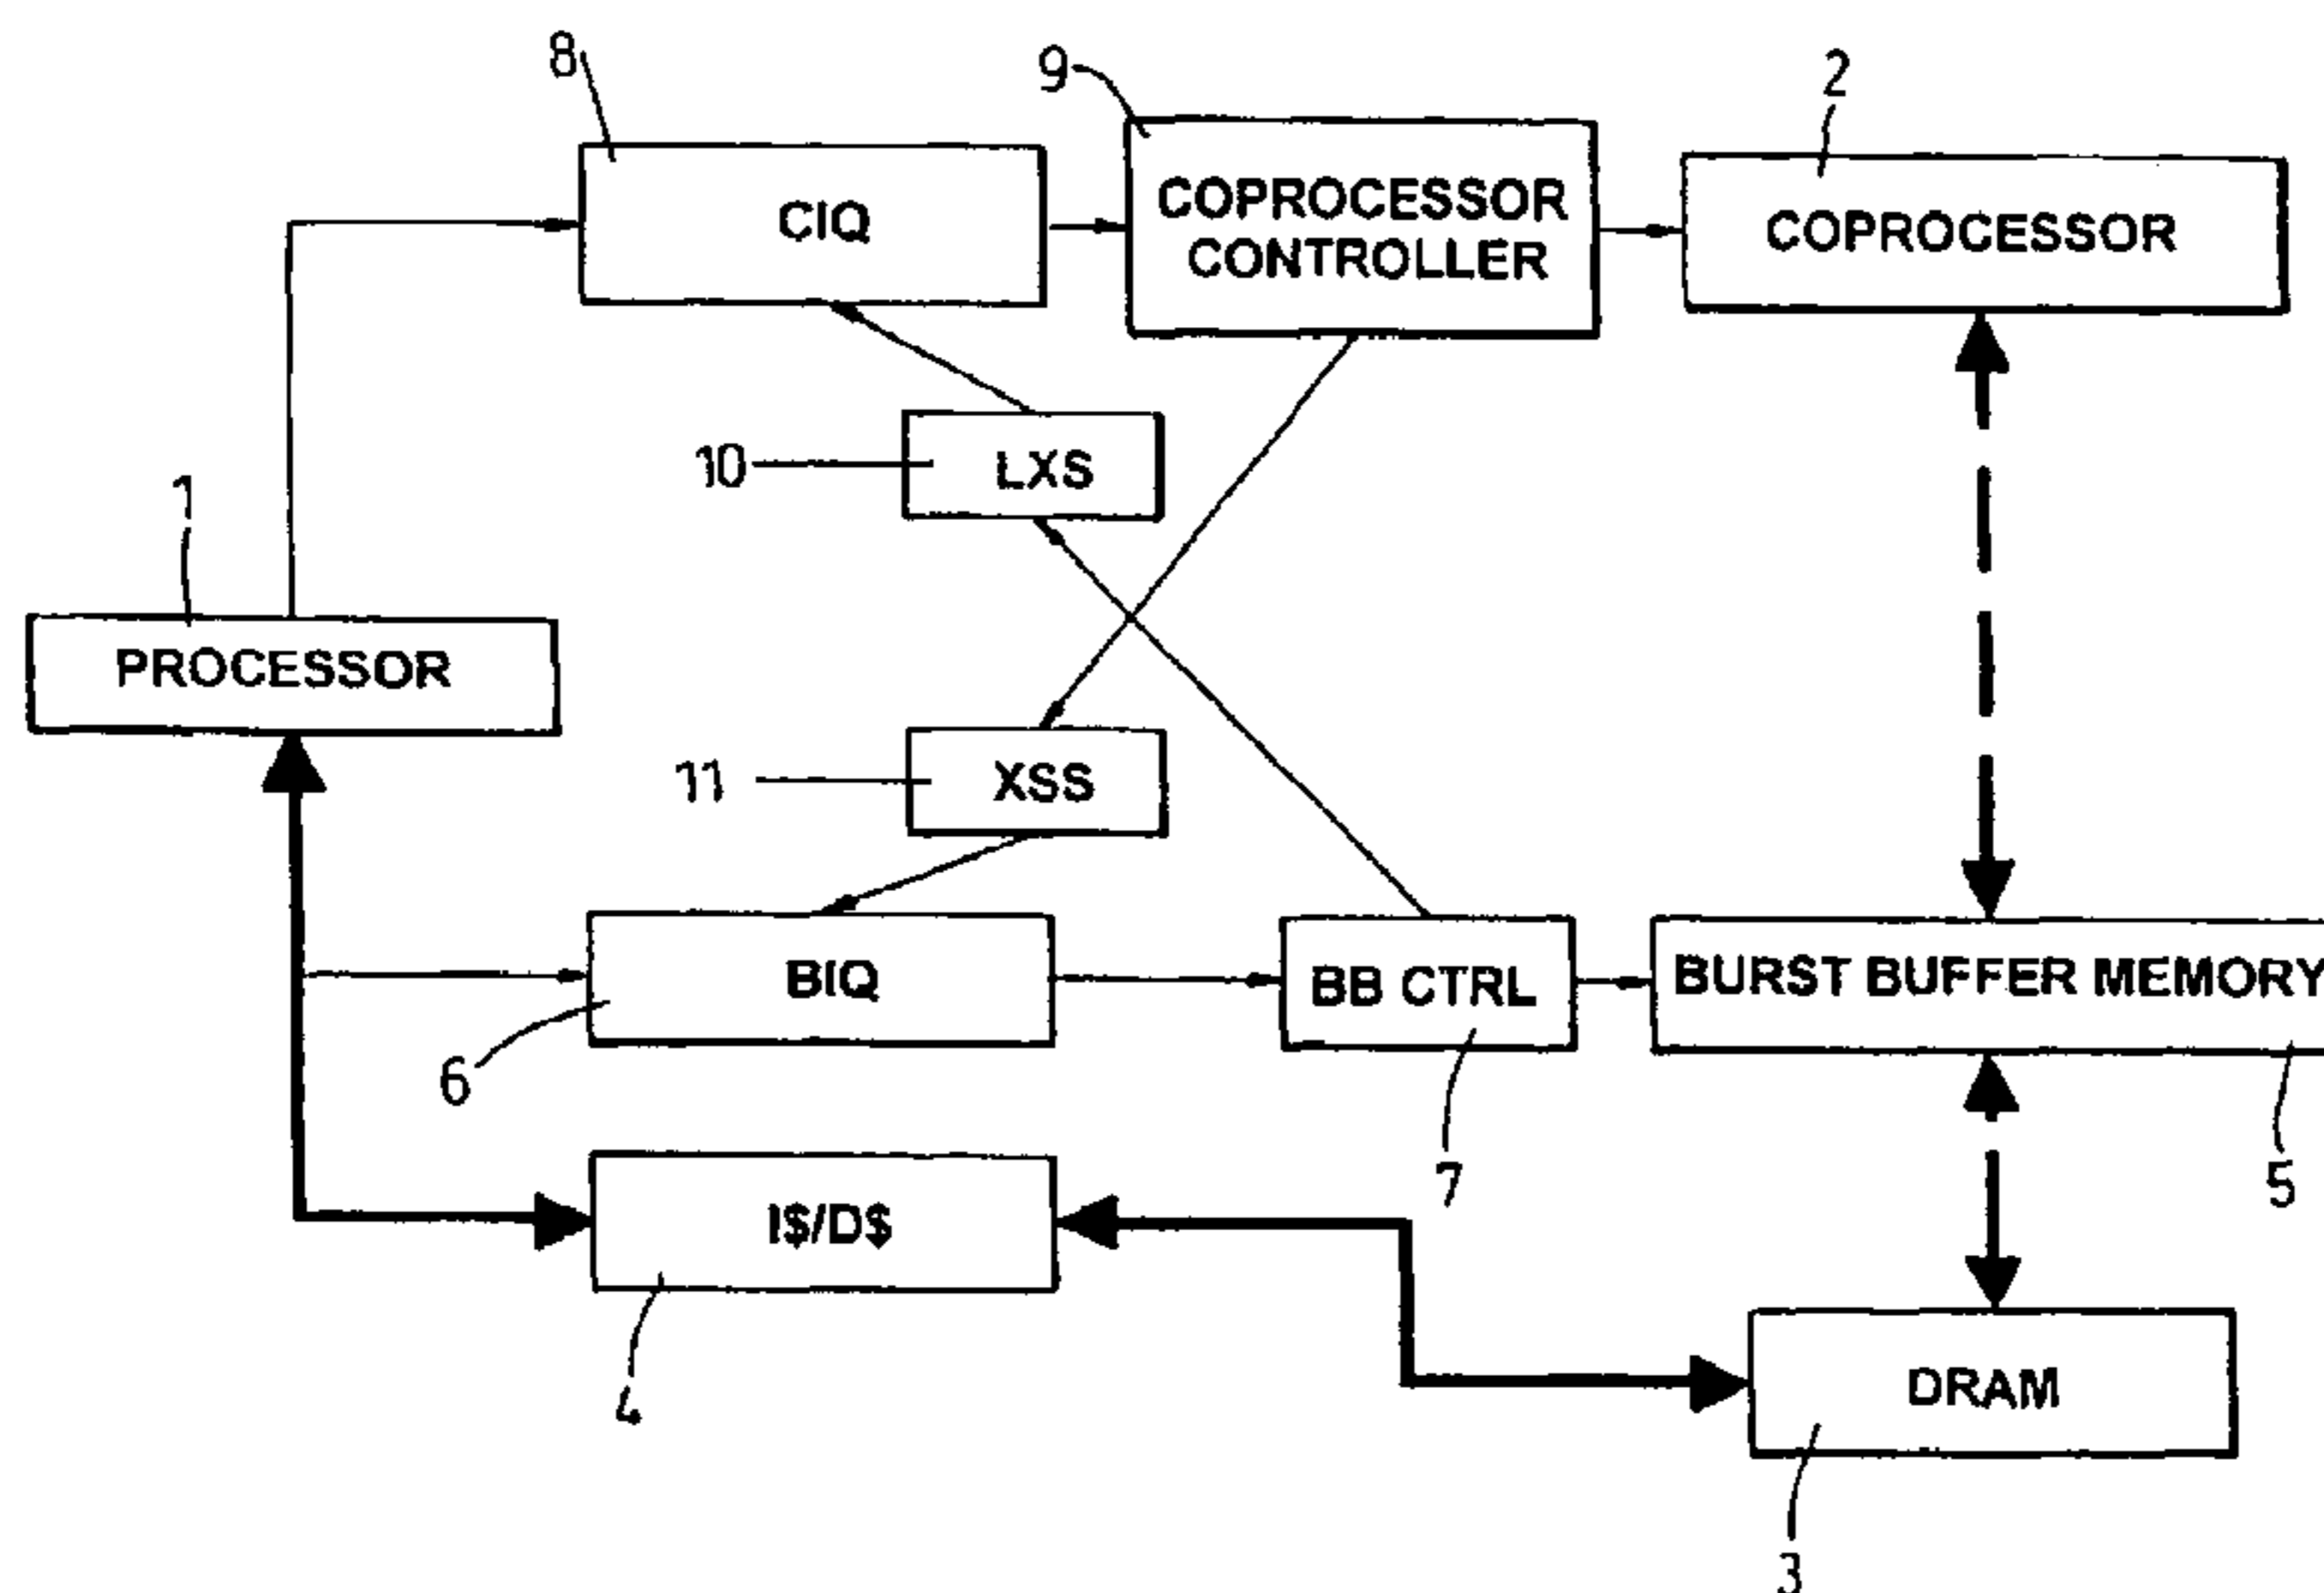 8
9
2
CIQ
COPROCESSOR
CONTROLLER
COPROCESSOR
10
LXS
1
PROCESSOR
11
XSS
BIQ
BB CTRL
BURST BUFFER MEMORY
6
7
5
I$/D$
4
DRAM
3